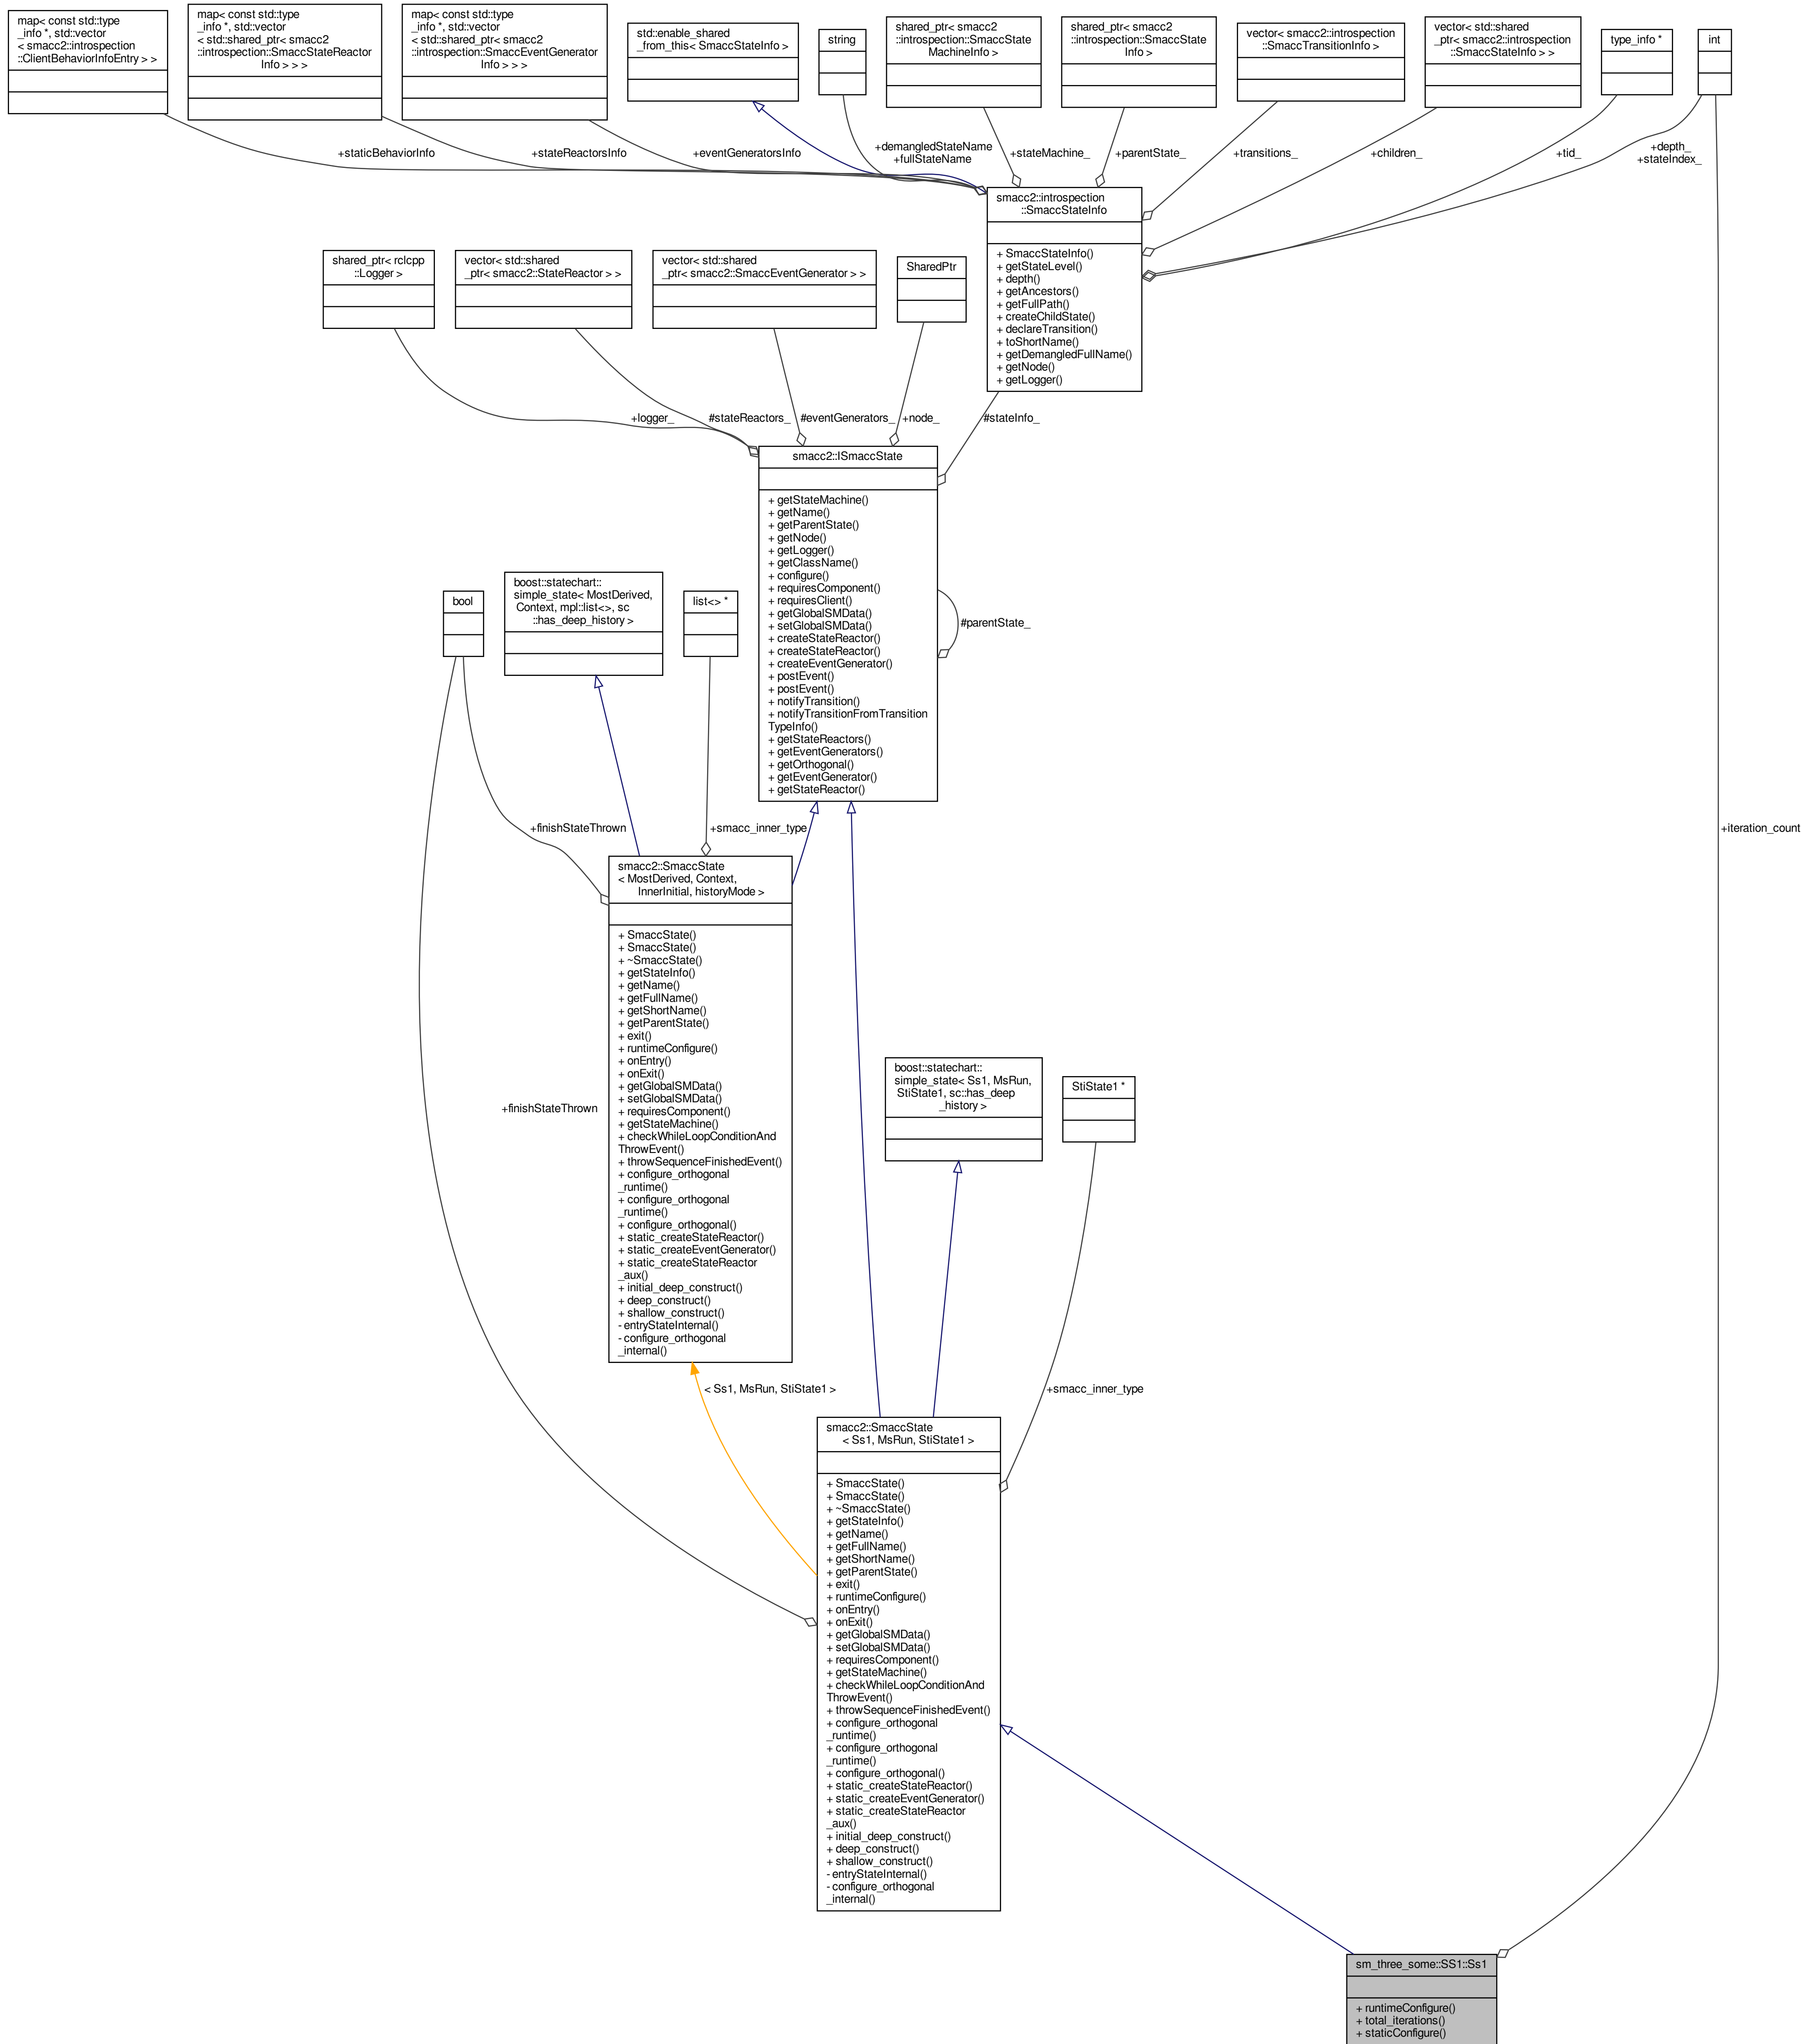 map< const std::type
_info *, std::vector
< smacc2::introspection
::ClientBehaviorInfoEntry > >
map< const std::type
_info *, std::vector
< std::shared_ptr< smacc2
::introspection::SmaccStateReactor
Info > > >
map< const std::type
_info *, std::vector
< std::shared_ptr< smacc2
::introspection::SmaccEventGenerator
Info > > >
std::enable_shared
_from_this< SmaccStateInfo >
string
shared_ptr< smacc2
::introspection::SmaccState
MachineInfo >
shared_ptr< smacc2
::introspection::SmaccState
Info >
vector< smacc2::introspection
::SmaccTransitionInfo >
vector< std::shared
_ptr< smacc2::introspection
::SmaccStateInfo > >
type_info *
int
+staticBehaviorInfo
+stateReactorsInfo
+eventGeneratorsInfo
+demangledStateName
+fullStateName
+stateMachine_
+parentState_
+transitions_
+children_
+tid_
+depth_
+stateIndex_
smacc2::introspection
::SmaccStateInfo
+ SmaccStateInfo()
+ getStateLevel()
+ depth()
+ getAncestors()
+ getFullPath()
+ createChildState()
+ declareTransition()
+ toShortName()
+ getDemangledFullName()
+ getNode()
+ getLogger()
shared_ptr< rclcpp
::Logger >
vector< std::shared
_ptr< smacc2::StateReactor > >
vector< std::shared
_ptr< smacc2::SmaccEventGenerator > >
SharedPtr
+logger_
#stateReactors_
#eventGenerators_
+node_
#stateInfo_
smacc2::ISmaccState
+ getStateMachine()
+ getName()
+ getParentState()
+ getNode()
+ getLogger()
+ getClassName()
+ configure()
+ requiresComponent()
+ requiresClient()
+ getGlobalSMData()
+ setGlobalSMData()
+ createStateReactor()
+ createStateReactor()
+ createEventGenerator()
+ postEvent()
+ postEvent()
+ notifyTransition()
+ notifyTransitionFromTransition
TypeInfo()
+ getStateReactors()
+ getEventGenerators()
+ getOrthogonal()
+ getEventGenerator()
+ getStateReactor()
#parentState_
bool
boost::statechart::
simple_state< MostDerived,
Context, mpl::list<>, sc
::has_deep_history >
list<> *
+finishStateThrown
+smacc_inner_type
+iteration_count
smacc2::SmaccState
< MostDerived, Context,
InnerInitial, historyMode >
+ SmaccState()
+ SmaccState()
+ ~SmaccState()
+ getStateInfo()
+ getName()
+ getFullName()
+ getShortName()
+ getParentState()
+ exit()
+ runtimeConfigure()
+ onEntry()
+ onExit()
+ getGlobalSMData()
+ setGlobalSMData()
+ requiresComponent()
+ getStateMachine()
+ checkWhileLoopConditionAnd
ThrowEvent()
+ throwSequenceFinishedEvent()
+ configure_orthogonal
_runtime()
+ configure_orthogonal
_runtime()
+ configure_orthogonal()
+ static_createStateReactor()
+ static_createEventGenerator()
+ static_createStateReactor
_aux()
+ initial_deep_construct()
+ deep_construct()
+ shallow_construct()
- entryStateInternal()
- configure_orthogonal
_internal()
+finishStateThrown
boost::statechart::
simple_state< Ss1, MsRun,
StiState1, sc::has_deep
_history >
StiState1 *
< Ss1, MsRun, StiState1 >
+smacc_inner_type
smacc2::SmaccState
< Ss1, MsRun, StiState1 >
+ SmaccState()
+ SmaccState()
+ ~SmaccState()
+ getStateInfo()
+ getName()
+ getFullName()
+ getShortName()
+ getParentState()
+ exit()
+ runtimeConfigure()
+ onEntry()
+ onExit()
+ getGlobalSMData()
+ setGlobalSMData()
+ requiresComponent()
+ getStateMachine()
+ checkWhileLoopConditionAnd
ThrowEvent()
+ throwSequenceFinishedEvent()
+ configure_orthogonal
_runtime()
+ configure_orthogonal
_runtime()
+ configure_orthogonal()
+ static_createStateReactor()
+ static_createEventGenerator()
+ static_createStateReactor
_aux()
+ initial_deep_construct()
+ deep_construct()
+ shallow_construct()
- entryStateInternal()
- configure_orthogonal
_internal()
sm_three_some::SS1::Ss1
+ runtimeConfigure()
+ total_iterations()
+ staticConfigure()